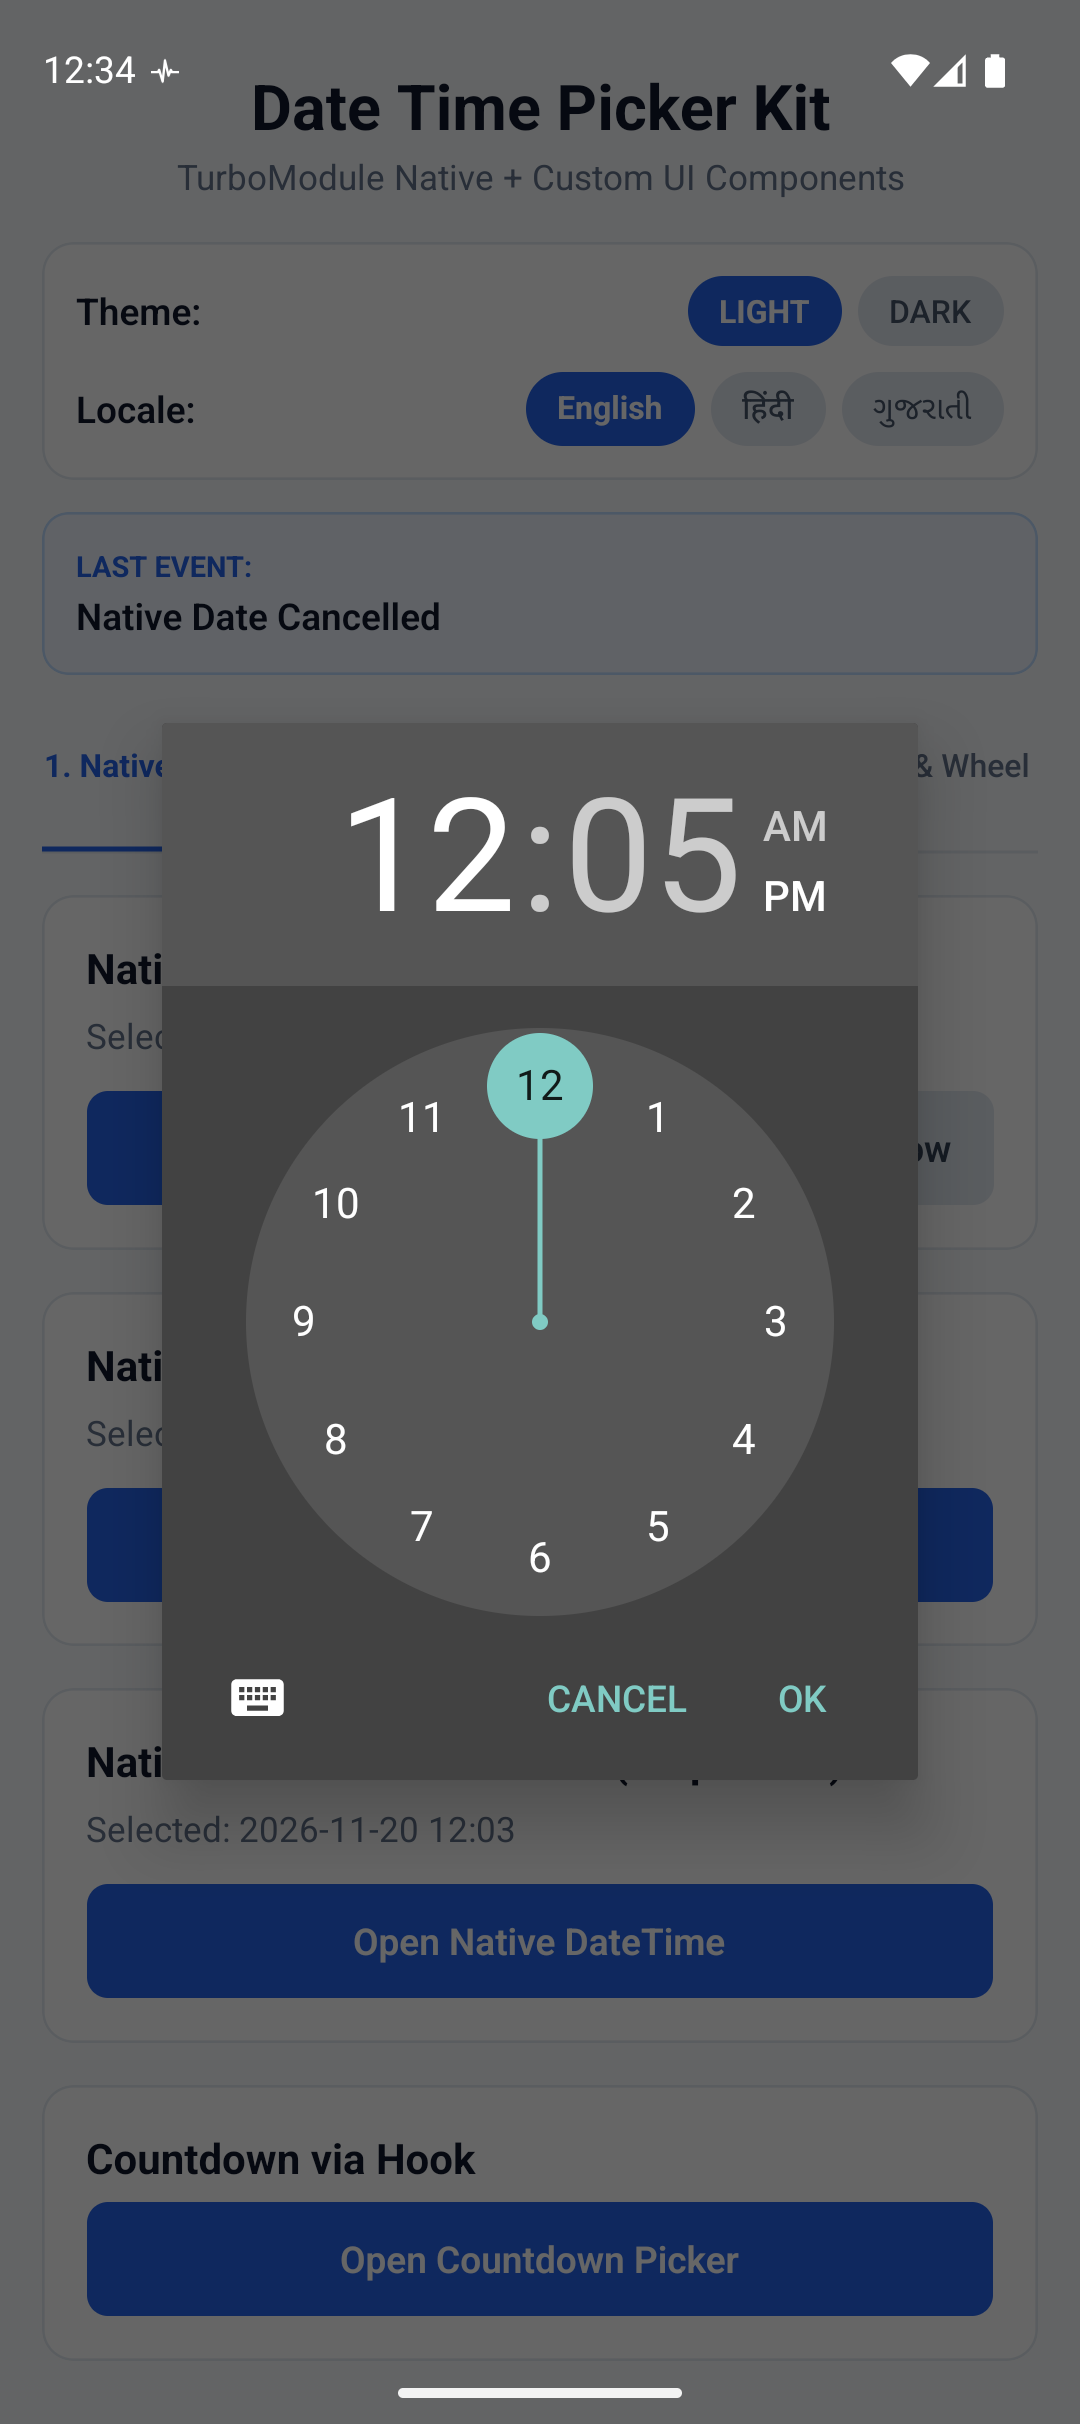 12:34
Date Time Picker Kit
TurboModule Native + Custom UI Components
Theme:
LIGHT
DARK
Locale:
English
हिंदी
ગુજરાતી
LAST EVENT:
Native Date Cancelled
1. Native
& Wheel
12:05
AM
PM
12
1
2
3
4
5
6
7
8
9
10
11
CANCEL
OK
Selected: 2026-11-20 12:03
Open Native DateTime
Countdown via Hook
Open Countdown Picker